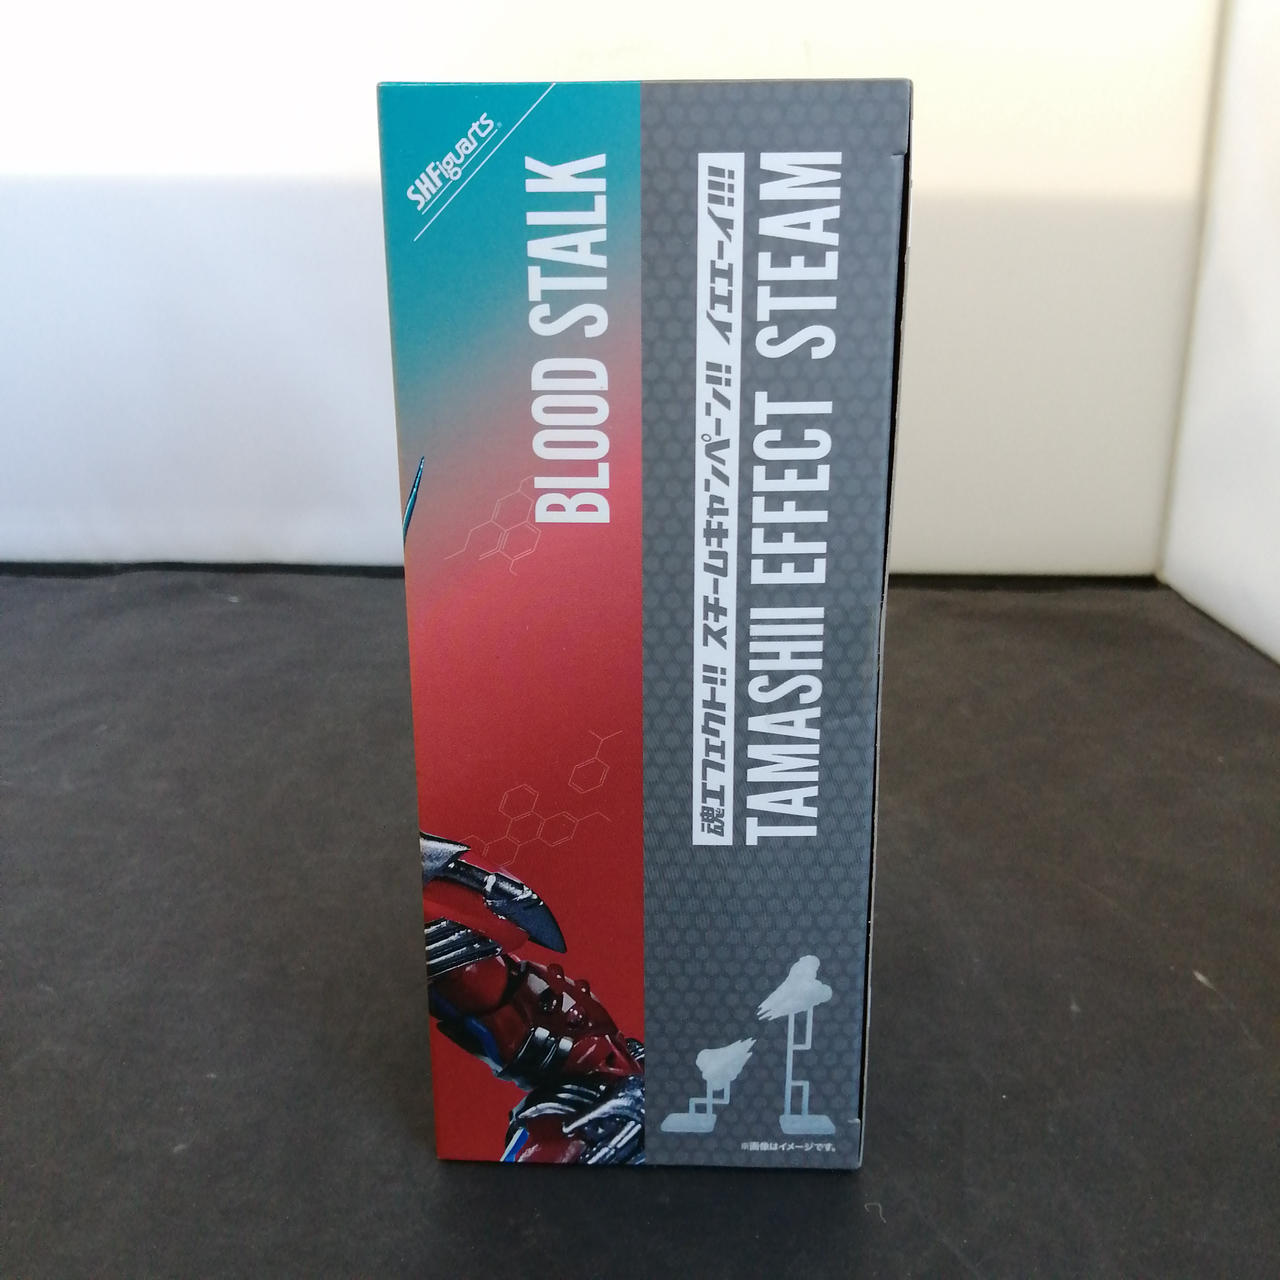 S.H.Figuarts
BLOOD STALK
魂エフェクト!! スチームキャンペーン!! イエーイ!!!
TAMASHII EFFECT STEAM
※画像はイメージです。